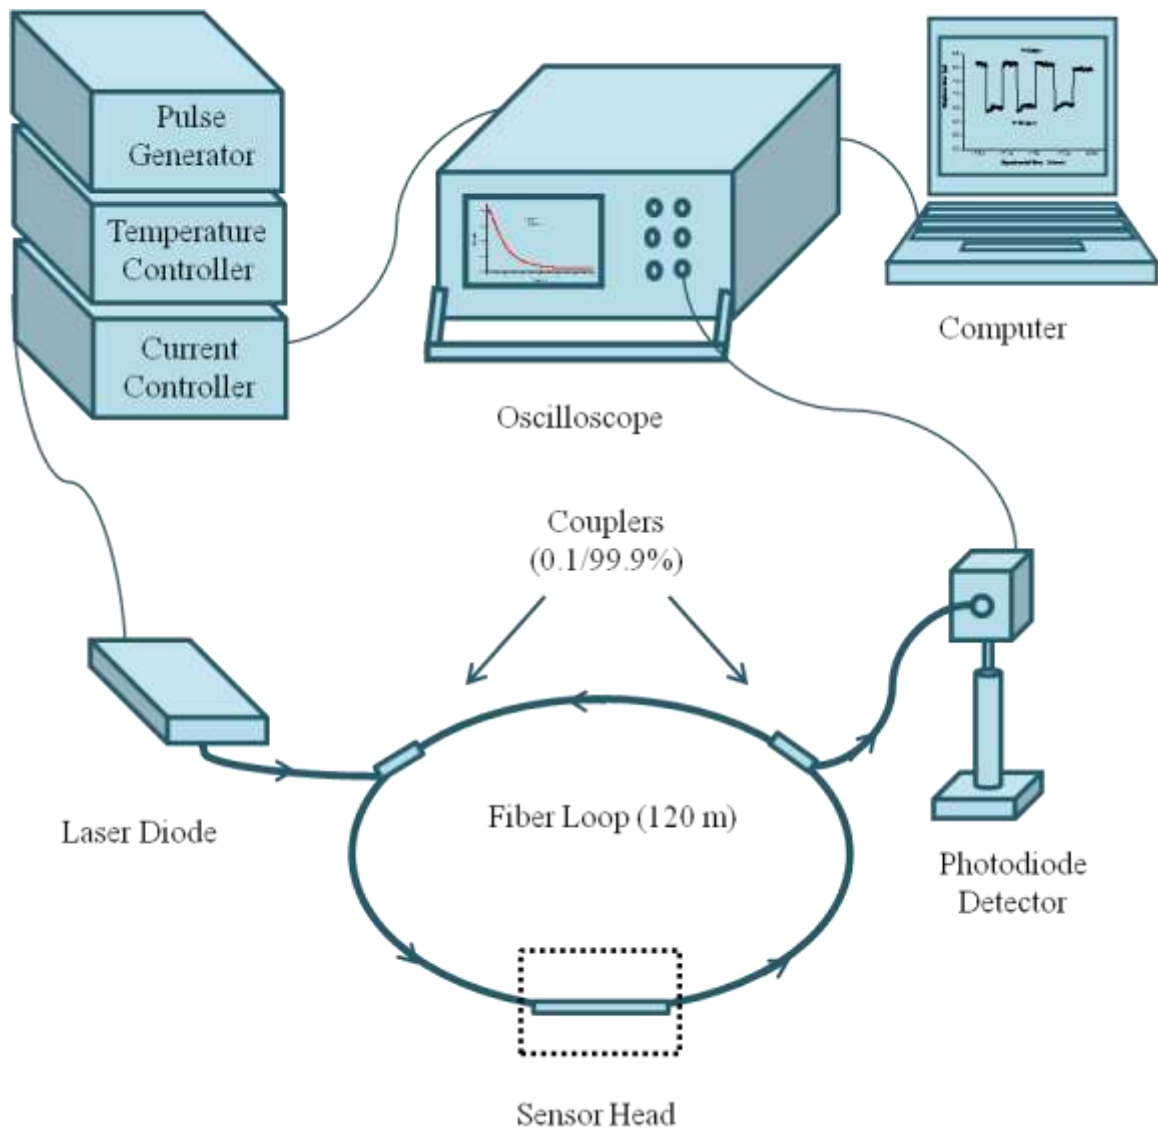 Pulse
Generator
Temperature
Controller
Current
Controller
Oscilloscope
Computer
Couplers
(0.1/99.9%)
Laser Diode
Fiber Loop (120 m)
Photodiode
Detector
Sensor Head